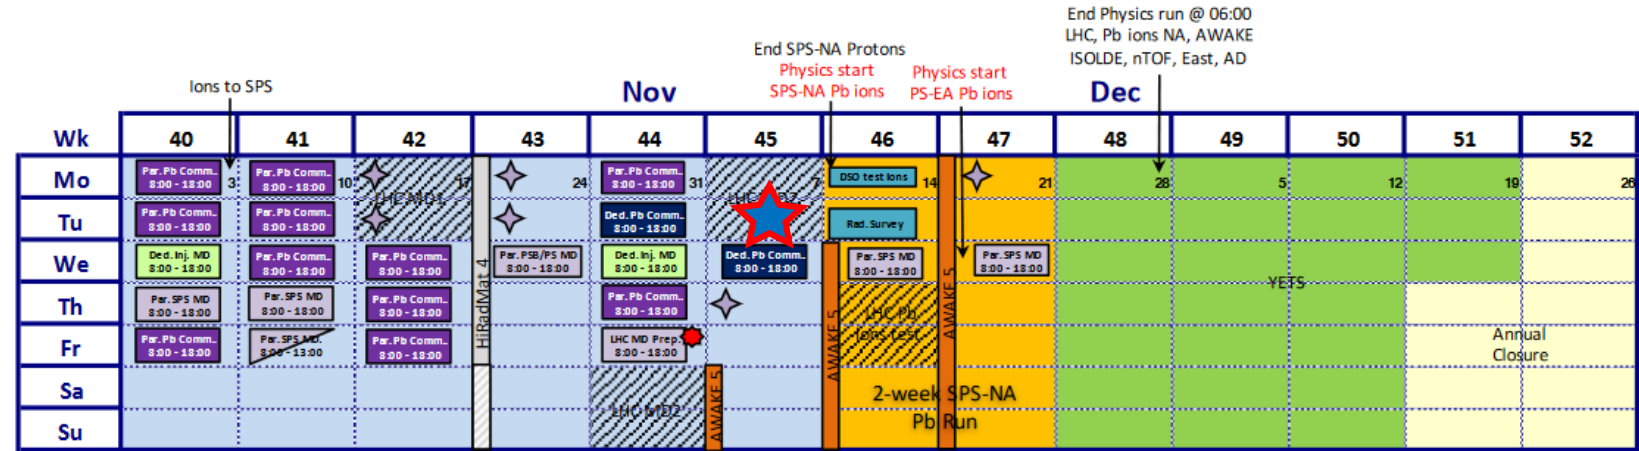 End Physics run @ 06:00
LHC, Pb ions NA, AWAKE
ISOLDE, nTOF, East, AD
End SPS-NA Protons
Physics start
SPS-NA Pb ions
Physics start
PS-EA Pb ions
Ions to SPS
Nov
Dec
Wk 40 41 42 43 44 45 46 47 48 49 50 51 52
Mo
Par. Pb Comm.
8:00 - 18:00
3
Par. Pb Comm.
8:00 - 18:00
10
17
24
Par. Pb Comm.
8:00 - 18:00
31
7
DSO test Ions
14
21
28
5
12
19
26
LHC MD1
LHC MD2
Tu
Par. Pb Comm.
8:00 - 18:00
Par. Pb Comm.
8:00 - 18:00
Ded. Pb Comm.
8:00 - 18:00
Rad. Survey
We
Ded. Inj. MD
8:00 - 18:00
Par. Pb Comm.
8:00 - 18:00
Par. Pb Comm.
8:00 - 18:00
HiRadMat 4
Par. PSB/PS MD
8:00 - 18:00
Ded. Inj. MD
8:00 - 18:00
Ded. Pb Comm.
8:00 - 18:00
Par. SPS MD
8:00 - 18:00
Par. SPS MD
8:00 - 18:00
YETS
Th
Par. SPS MD
8:00 - 18:00
Par. SPS MD
8:00 - 18:00
Par. Pb Comm.
8:00 - 18:00
Par. Pb Comm.
8:00 - 18:00
AWAKE 5
LHC Pb
Ions test
AWAKE 5
Fr
Par. Pb Comm.
8:00 - 18:00
Par. SPS MD.
8:00 - 13:00
Par. Pb Comm.
8:00 - 18:00
LHC MD Prep.
8:00 - 18:00
Annual
Closure
Sa
LHC MD2
AWAKE 5
2-week SPS-NA
Pb Run
Su